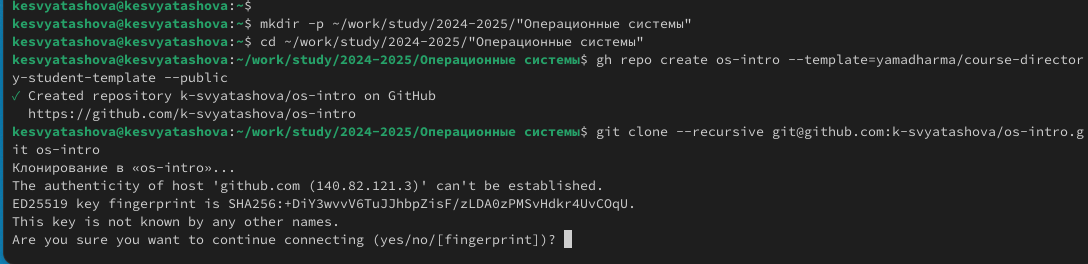 kesvyatashova@kesvyatashova:~$
kesvyatashova@kesvyatashova:~$ mkdir -p ~/work/study/2024-2025/"Операционные системы"
kesvyatashova@kesvyatashova:~$ cd ~/work/study/2024-2025/"Операционные системы"
kesvyatashova@kesvyatashova:~/work/study/2024-2025/Операционные системы$ gh repo create os-intro --template=yamadharma/course-director
y-student-template --public
✓ Created repository k-svyatashova/os-intro on GitHub
  https://github.com/k-svyatashova/os-intro
kesvyatashova@kesvyatashova:~/work/study/2024-2025/Операционные системы$ git clone --recursive git@github.com:k-svyatashova/os-intro.g
it os-intro
Клонирование в «os-intro»...
The authenticity of host 'github.com (140.82.121.3)' can't be established.
ED25519 key fingerprint is SHA256:+DiY3wvvV6TuJJhbpZisF/zLDA0zPMSvHdkr4UvCOqU.
This key is not known by any other names.
Are you sure you want to continue connecting (yes/no/[fingerprint])?